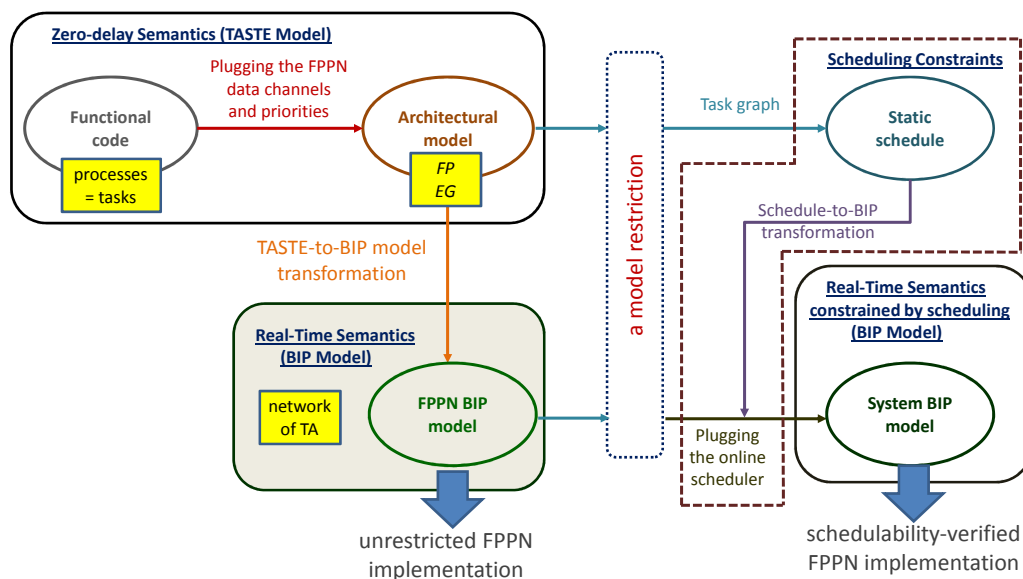 Zero-delay Semantics (TASTE Model)
Plugging the FPPN
data channels
and priorities
Functional
code
processes
= tasks
Architectural
model
FP
EG
TASTE-to-BIP model
transformation
Real-Time Semantics
(BIP Model)
network
of TA
FPPN BIP
model
unrestricted FPPN
implementation
a model restriction
Task graph
Scheduling Constraints
Static
schedule
Schedule-to-BIP
transformation
Plugging
the online
scheduler
Real-Time Semantics
constrained by scheduling
(BIP Model)
System BIP
model
schedulability-verified
FPPN implementation